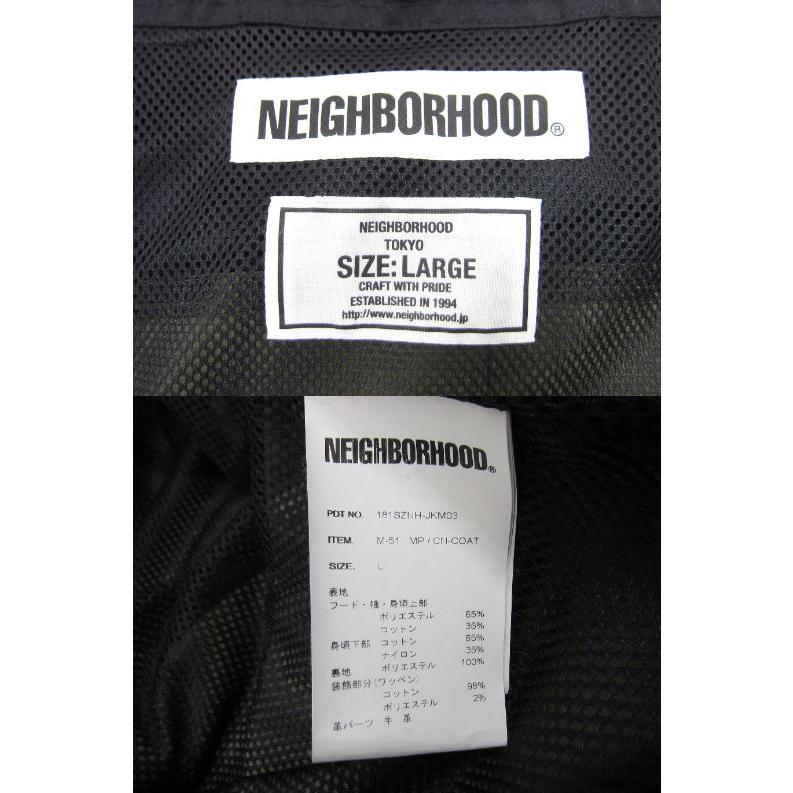 NEIGHBORHOOD®
NEIGHBORHOOD
TOKYO
SIZE: LARGE
CRAFT WITH PRIDE
ESTABLISHED IN 1994
http://www.neighborhood.jp
NEIGHBORHOOD®
PDT NO. 181SZNH-JKM03
ITEM. M-51 . MP / CN-COAT
SIZE. L
表地
フード・袖・身頃上部
ポリエステル 65%
コットン 35%
身頃下部 コットン 65%
ナイロン 35%
裏地 ポリエステル 100%
装飾部分(ワッペン)
コットン 98%
ポリエステル 2%
革パーツ 牛 革